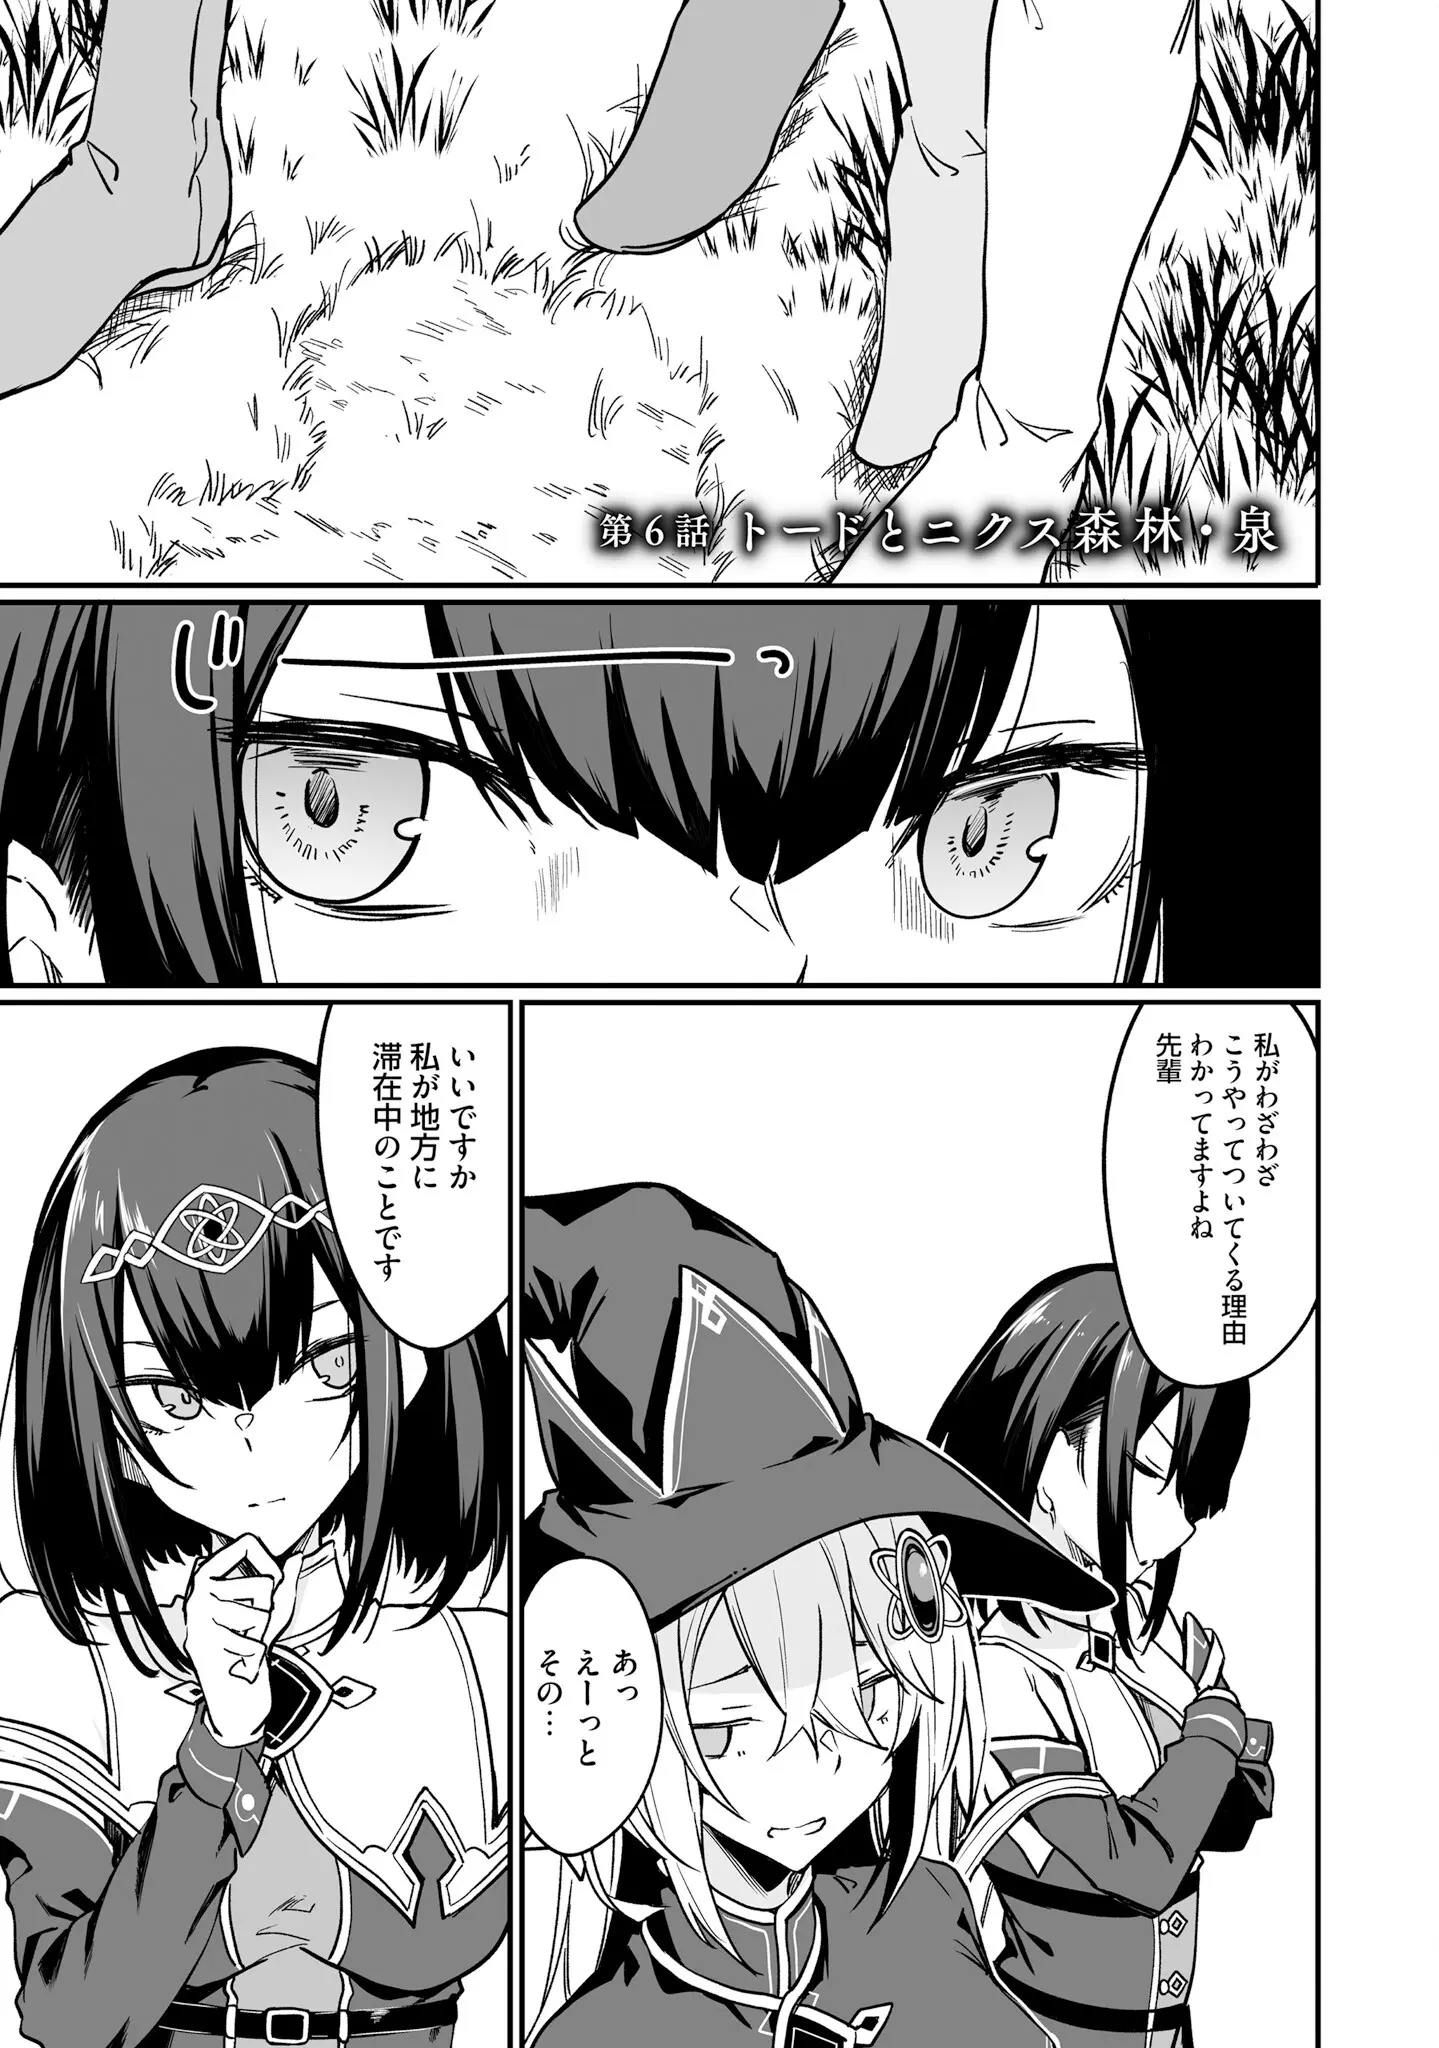 第6話 トードとニクス森林・泉
じーっ
私がわざわざ
こうやってついてくる理由
わかってますよね
先輩
あっ
えーっと
その…
いいですか
私が地方に
滞在中のことです